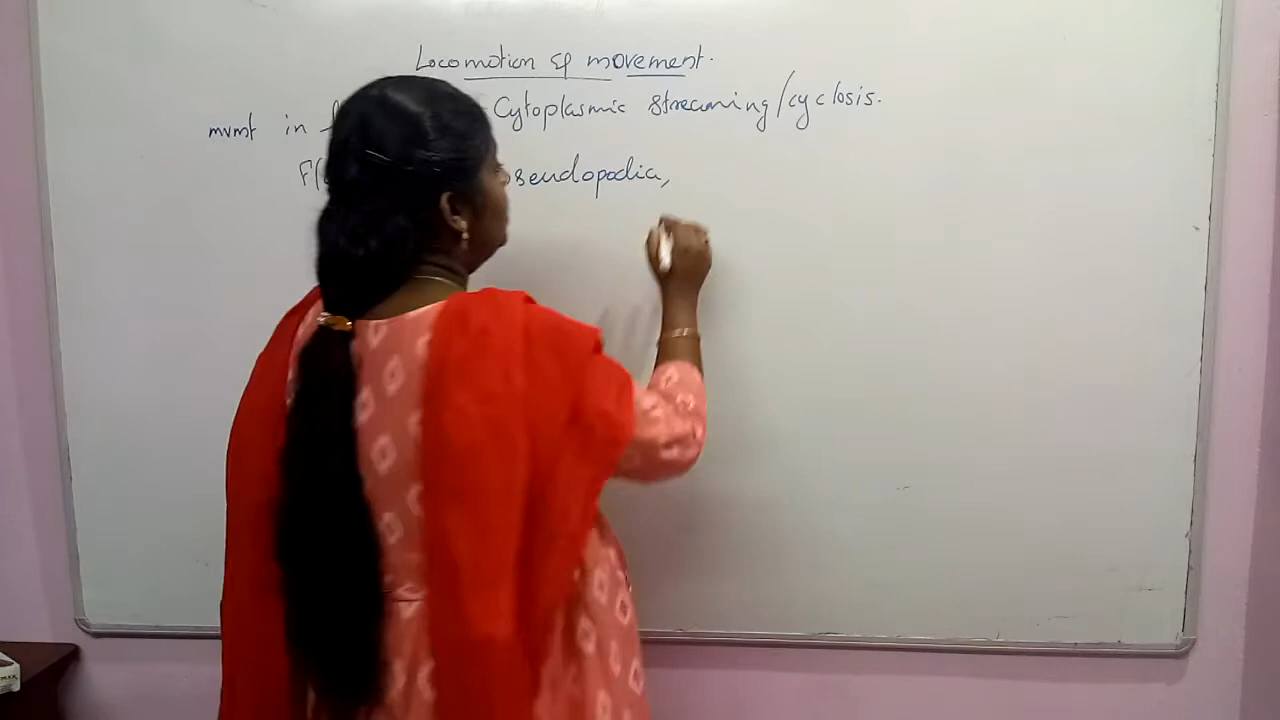 Locomotion & movement.
mvmt in Cytoplasmic streaming/cyclosis.
pseudopodia,